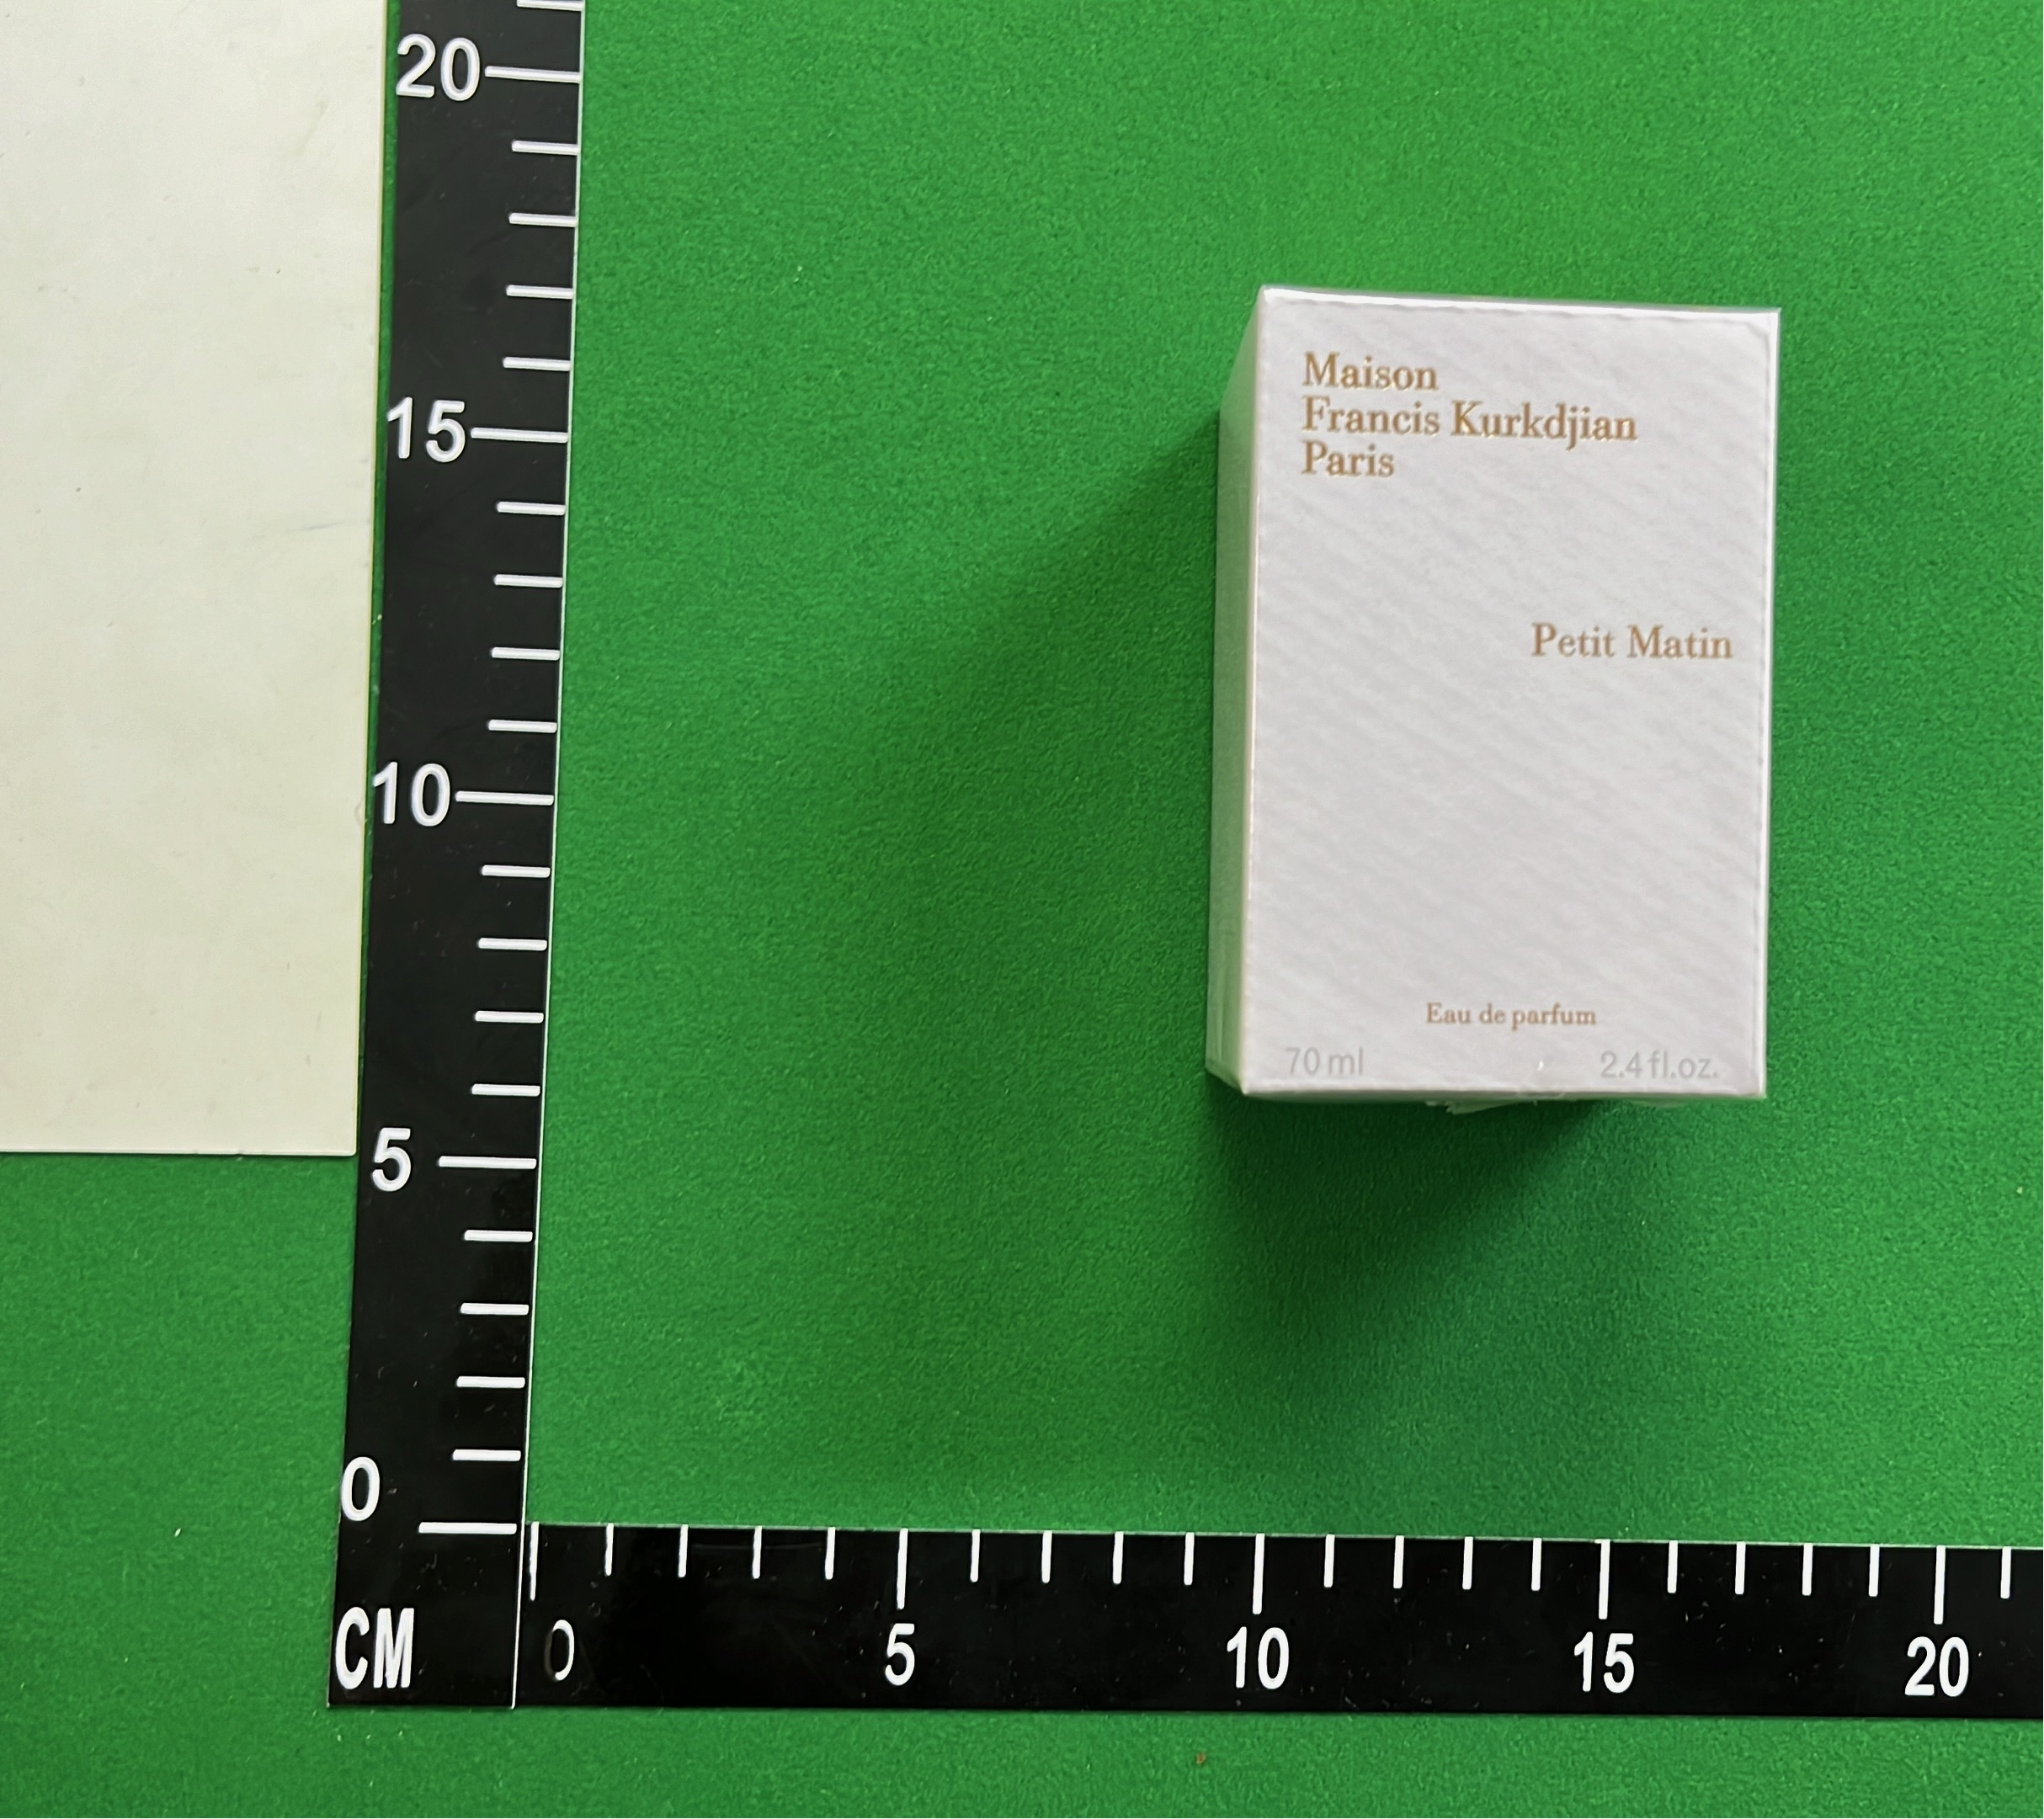 20
15
10
5
0
CM
0 5 10 15 20
Maison
Francis Kurkdjian
Paris
Petit Matin
Eau de parfum
70 ml 2.4 fl.oz.